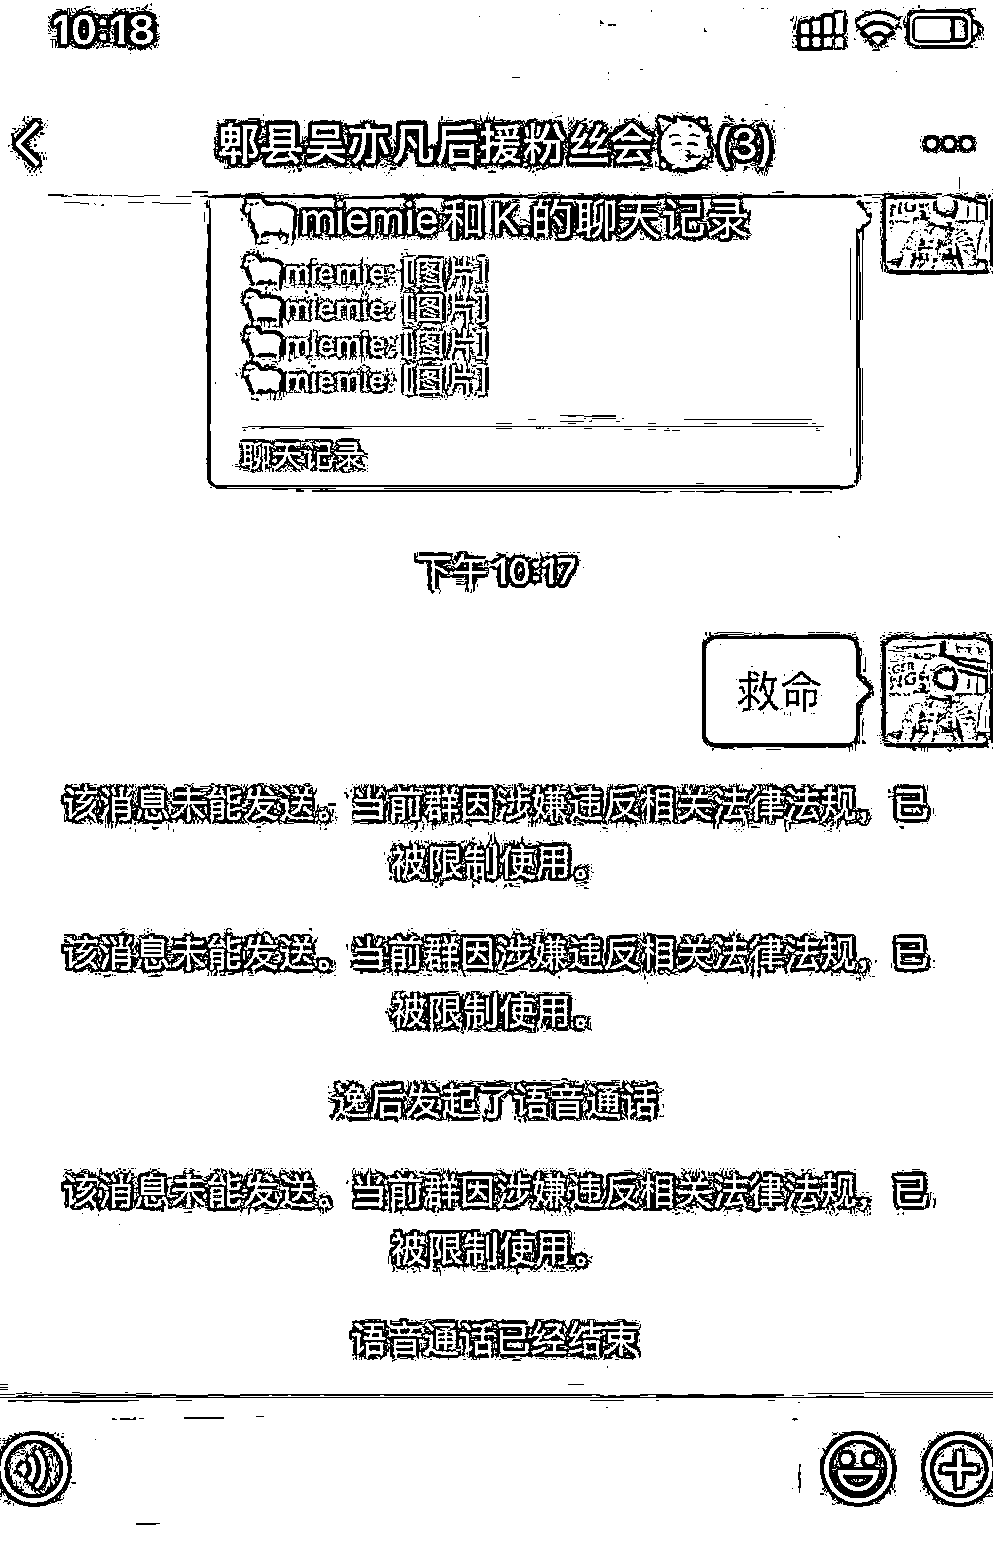 10:18
郫县吴亦凡后援粉丝会(3)
miemie和K.的聊天记录
miemie: [图片]
miemie: [图片]
miemie: [图片]
miemie: [图片]
聊天记录
下午10:17
救命
该消息未能发送。当前群因涉嫌违反相关法律法规，已
被限制使用。
该消息未能发送。当前群因涉嫌违反相关法律法规，已
被限制使用。
逸后发起了语音通话
该消息未能发送。当前群因涉嫌违反相关法律法规，已
被限制使用。
语音通话已经结束